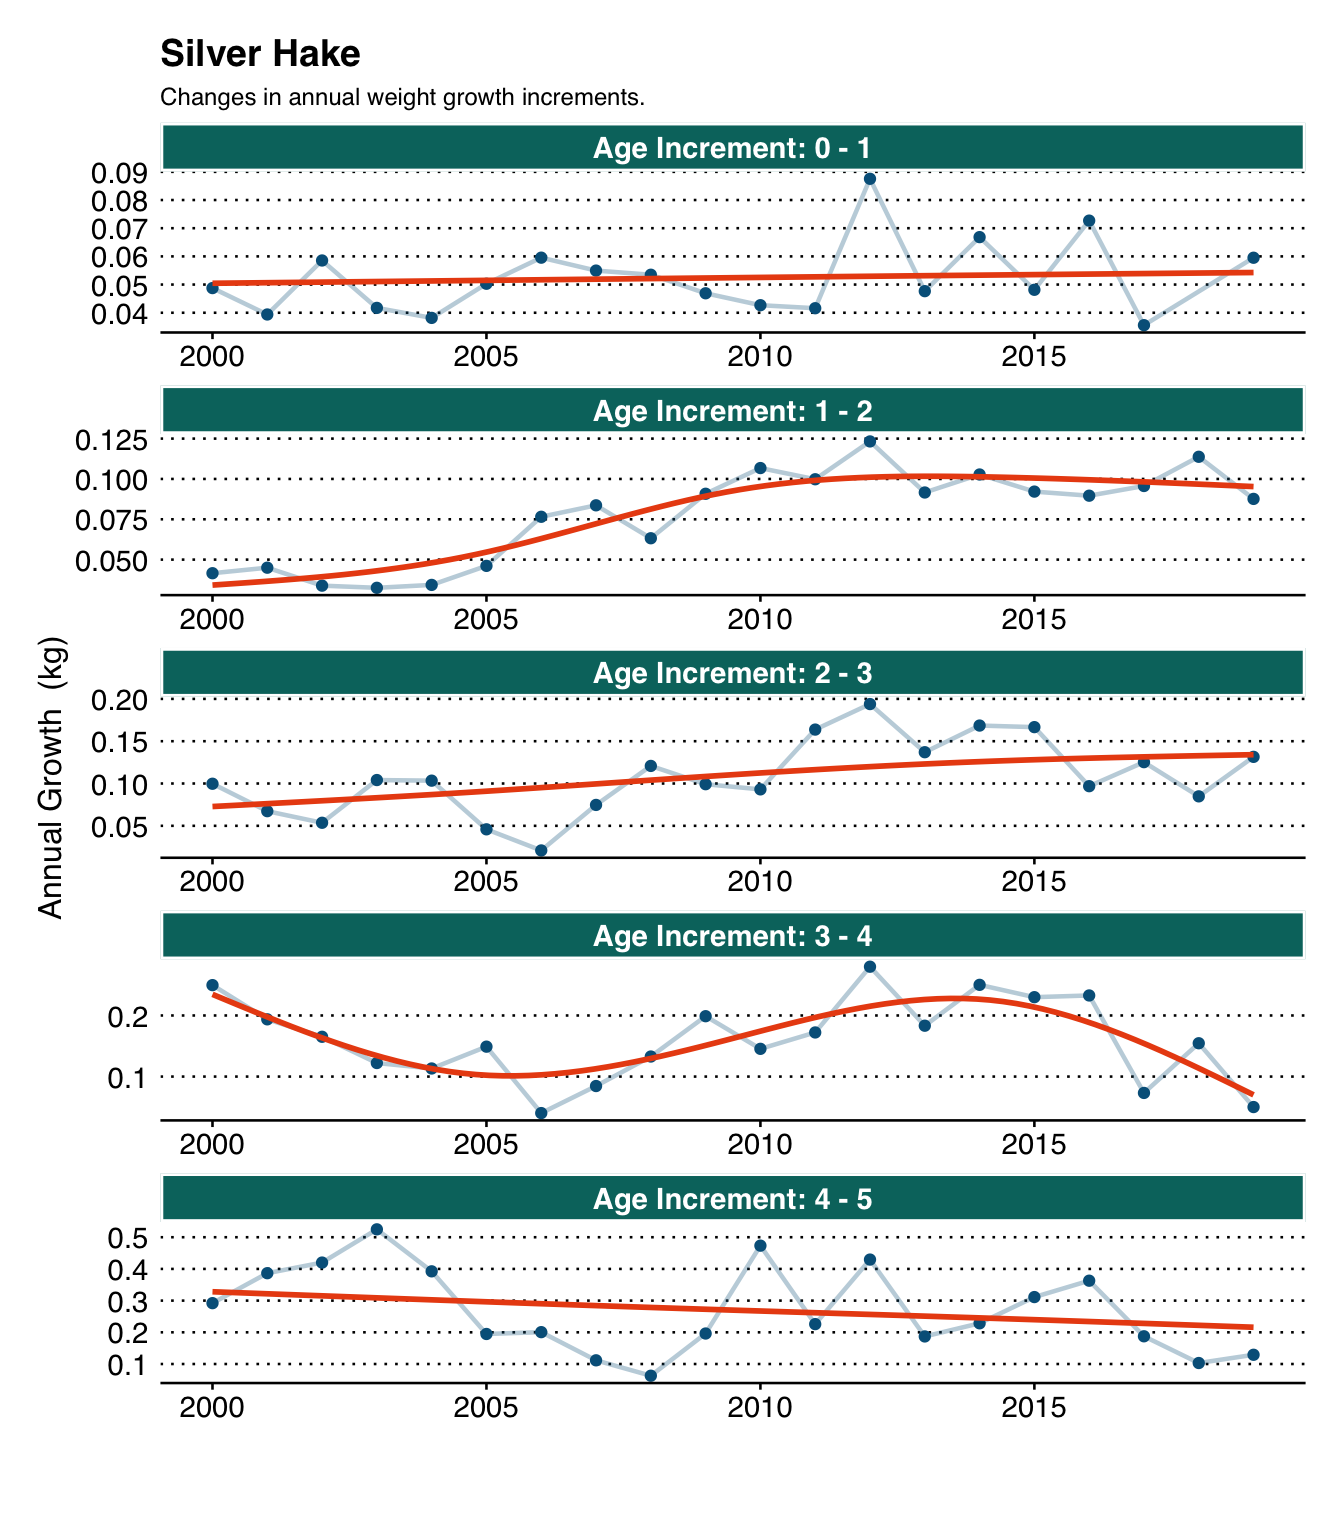 Silver Hake
Changes in annual weight growth increments.
Annual Growth  (kg)
Age Increment: 0 - 1
0.09
0.08
0.07
0.06
0.05
0.04
2000 2005 2010 2015
Age Increment: 1 - 2
0.125
0.100
0.075
0.050
2000 2005 2010 2015
Age Increment: 2 - 3
0.20
0.15
0.10
0.05
2000 2005 2010 2015
Age Increment: 3 - 4
0.2
0.1
2000 2005 2010 2015
Age Increment: 4 - 5
0.5
0.4
0.3
0.2
0.1
2000 2005 2010 2015